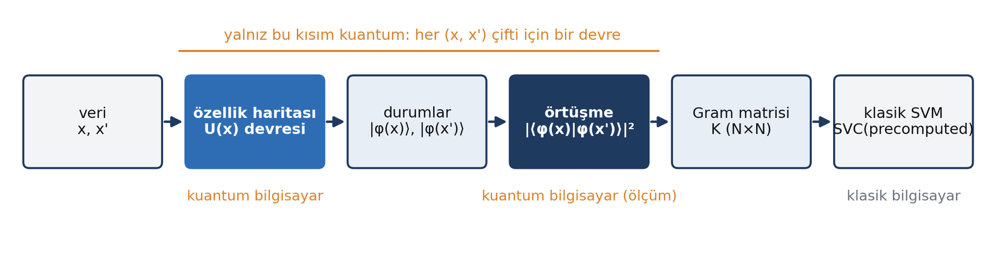 yalnız bu kısım kuantum: her (x, x') çifti için bir devre
veri
x, x'
özellik haritası
U(x) devresi
durumlar
|φ(x)⟩, |φ(x')⟩
örtüşme
|⟨φ(x)|φ(x')⟩|²
Gram matrisi
K (N×N)
klasik SVM
SVC(precomputed)
kuantum bilgisayar
kuantum bilgisayar (ölçüm)
klasik bilgisayar